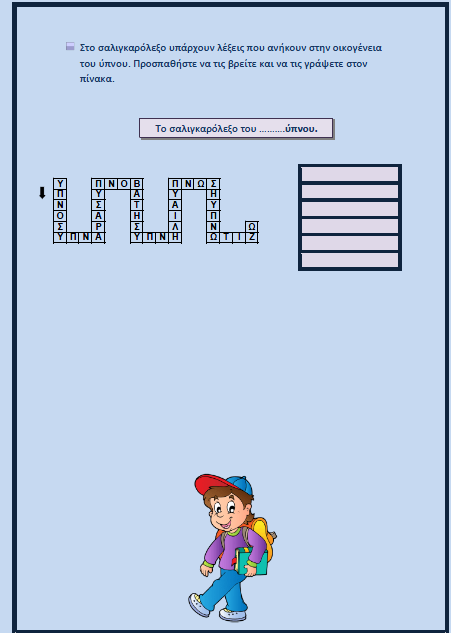 Στο σαλιγκαρόλεξο υπάρχουν λέξεις που ανήκουν στην οικογένεια
του ύπνου. Προσπαθήστε να τις βρείτε και να τις γράψετε στον
πίνακα.
Το σαλιγκαρόλεξο του ..........ύπνου.
Υ Π Ν Ο Β Π Ν Ω Σ
Π Υ Α Υ Η
Ν Σ Τ Α Υ
Ο Α Η Ι Π
Σ Ρ Σ Λ Ν Ω
Υ Π Ν Α Υ Π Ν Η Ω Τ Ι Ζ